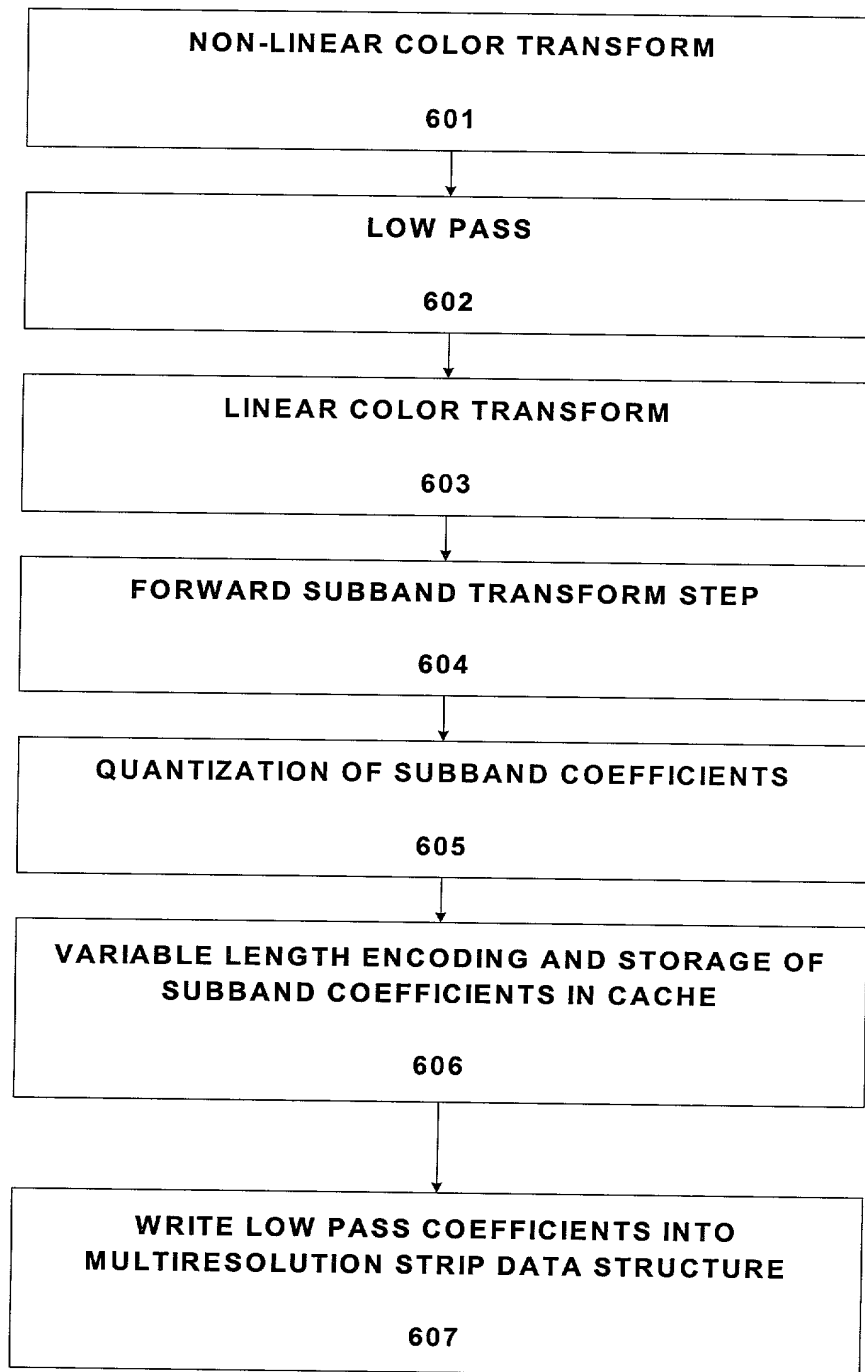 NON-LINEAR COLOR TRANSFORM
601
LOW PASS
602
LINEAR COLOR TRANSFORM
603
FORWARD SUBBAND TRANSFORM STEP
604
QUANTIZATION OF SUBBAND COEFFICIENTS
605
VARIABLE LENGTH ENCODING AND STORAGE OF
SUBBAND COEFFICIENTS IN CACHE
606
WRITE LOW PASS COEFFICIENTS INTO
MULTIRESOLUTION STRIP DATA STRUCTURE
607